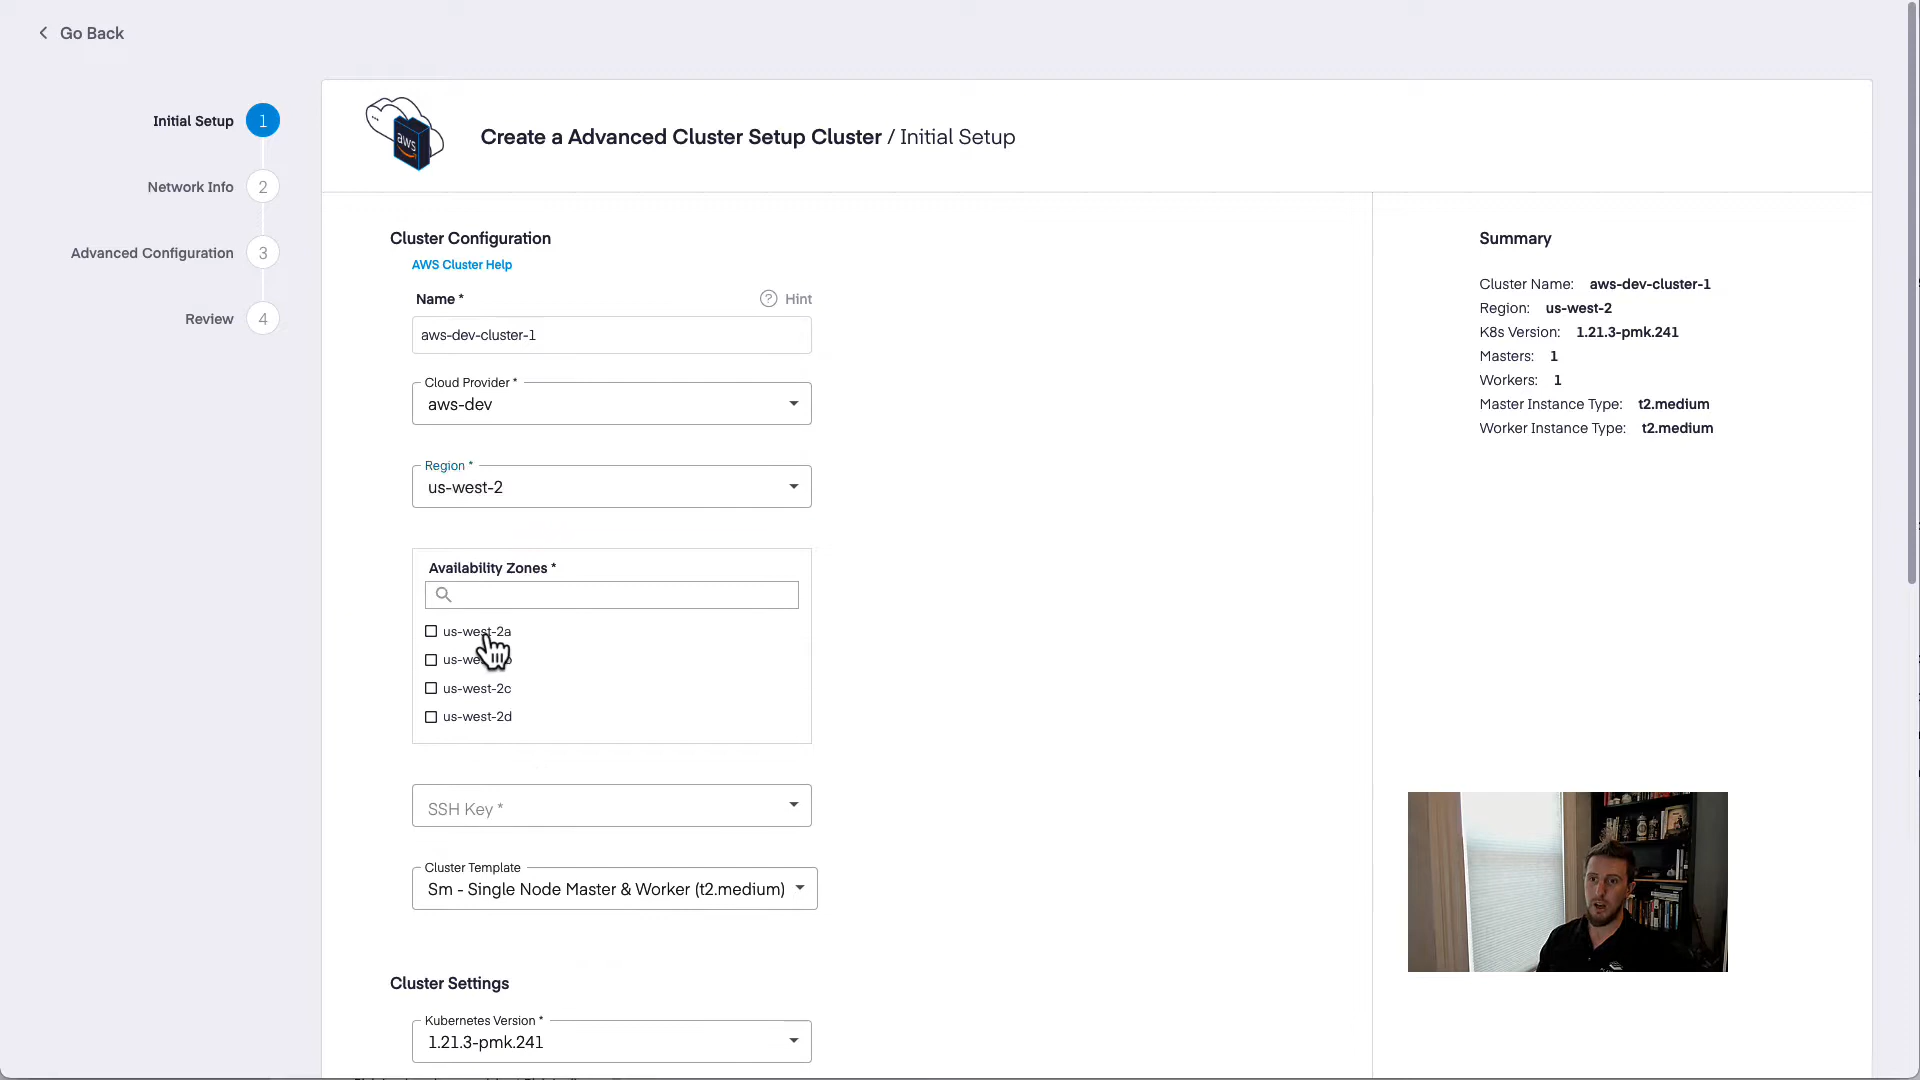 Go Back
Initial Setup 1
Network Info 2
Advanced Configuration 3
Review 4
aws
Create a Advanced Cluster Setup Cluster / Initial Setup
Cluster Configuration
AWS Cluster Help
Name *
? Hint
aws-dev-cluster-1
Cloud Provider *
aws-dev
Region *
us-west-2
Availability Zones *
us-west-2a
us-west-2c
us-west-2d
SSH Key *
Cluster Template
Sm - Single Node Master & Worker (t2.medium)
Cluster Settings
Kubernetes Version *
1.21.3-pmk.241
Summary
Cluster Name: aws-dev-cluster-1
Region: us-west-2
K8s Version: 1.21.3-pmk.241
Masters: 1
Workers: 1
Master Instance Type: t2.medium
Worker Instance Type: t2.medium